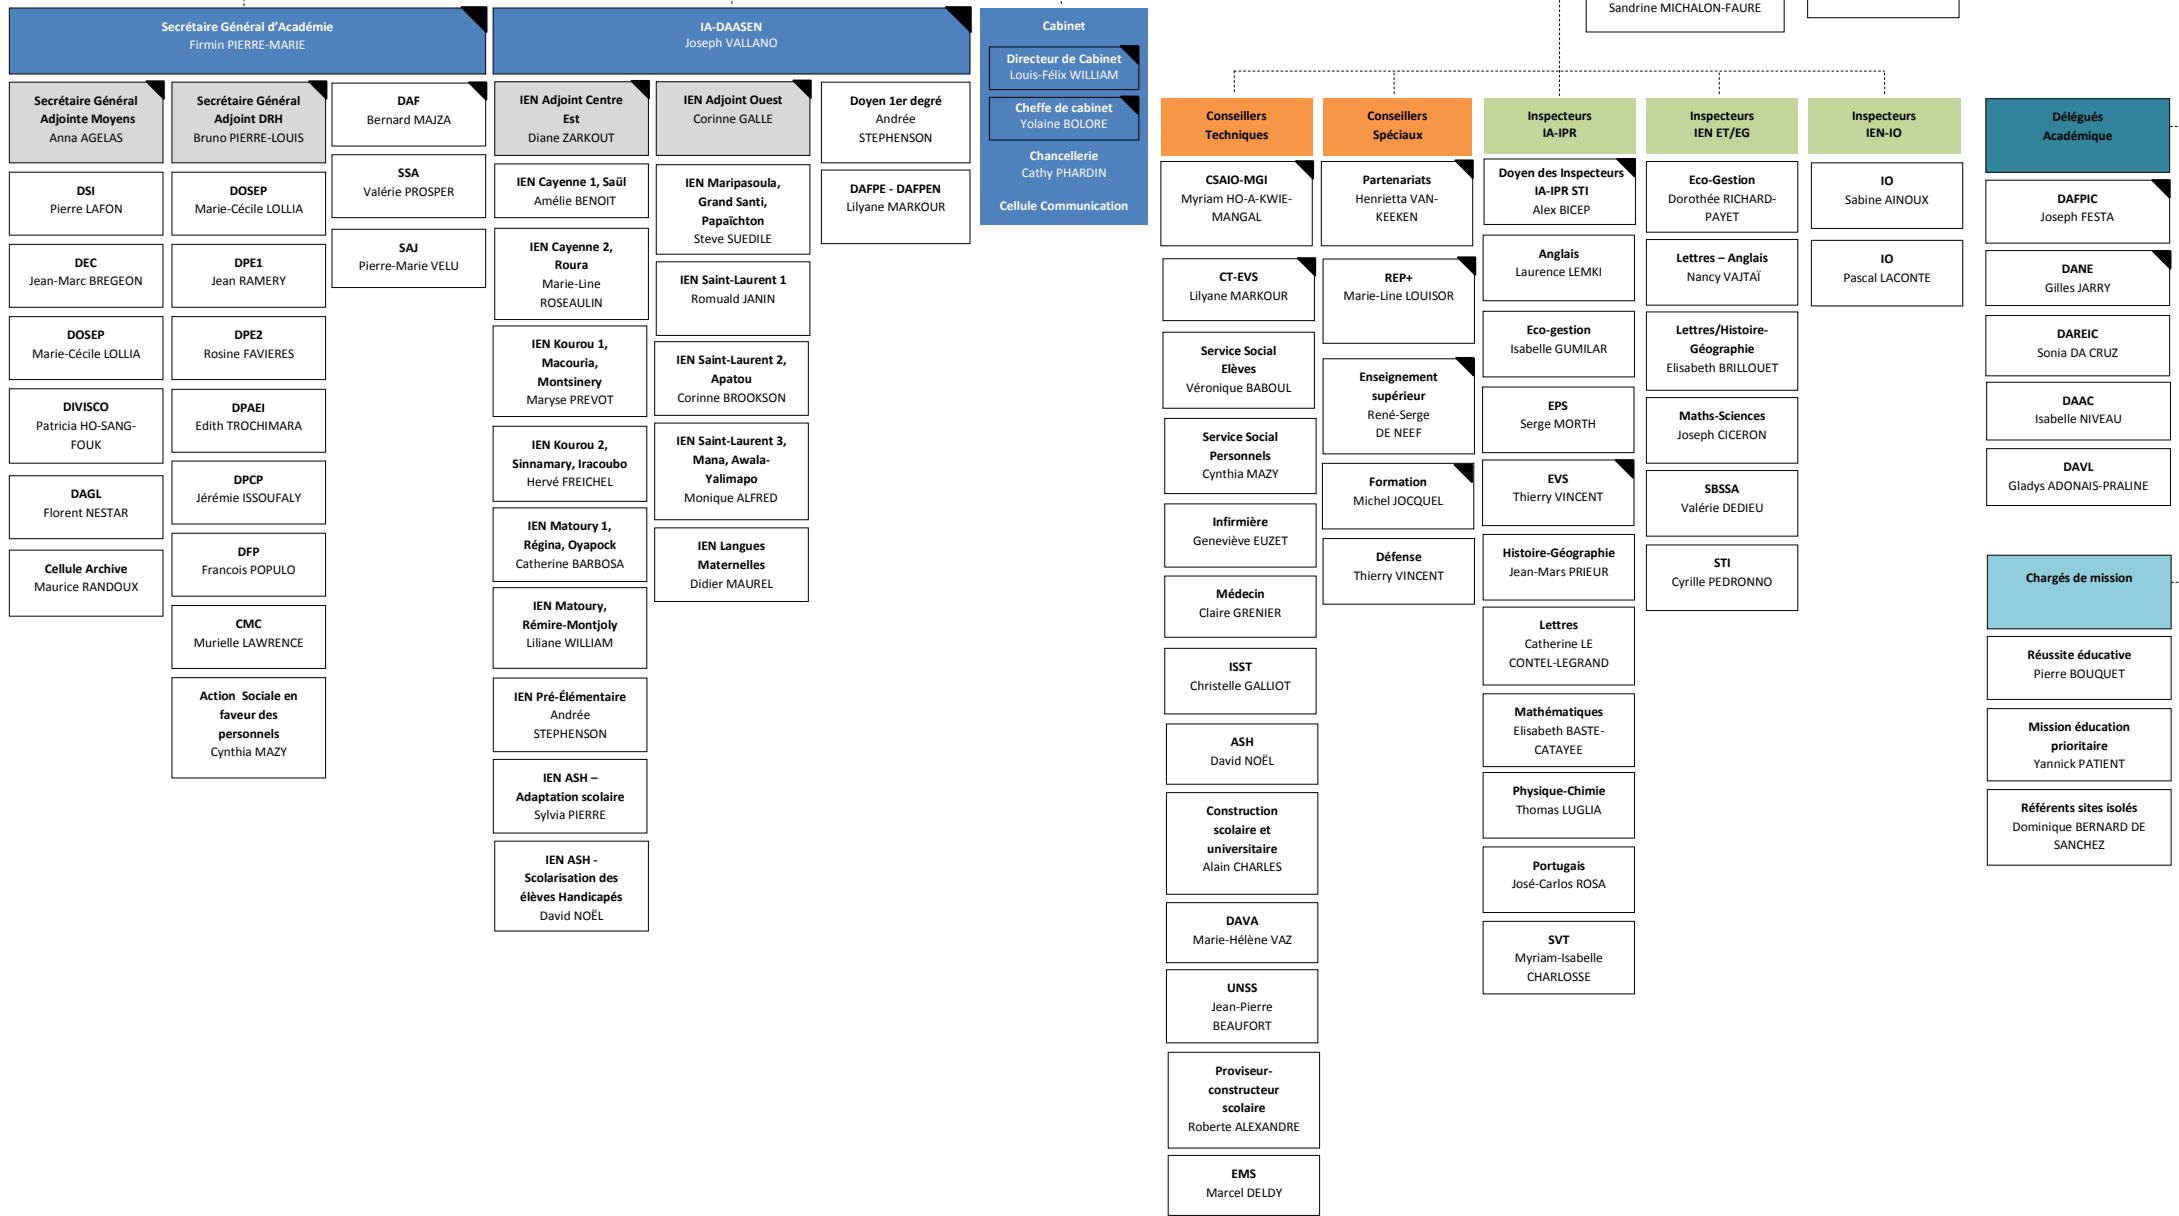 Sandrine MICHALON-FAURE
Secrétaire Général d'Académie
Firmin PIERRE-MARIE
IA-DAASEN
Joseph VALLANO
Cabinet
Directeur de Cabinet
Louis-Félix WILLIAM
Cheffe de cabinet
Yolaine BOLORE
Chancellerie
Cathy PHARDIN
Cellule Communication
Secrétaire Général
Adjointe Moyens
Anna AGELAS
DSI
Pierre LAFON
DEC
Jean-Marc BREGEON
DOSEP
Marie-Cécile LOLLIA
DIVISCO
Patricia HO-SANG-
FOUK
DAGL
Florent NESTAR
Cellule Archive
Maurice RANDOUX
Secrétaire Général
Adjoint DRH
Bruno PIERRE-LOUIS
DOSEP
Marie-Cécile LOLLIA
DPE1
Jean RAMERY
DPE2
Rosine FAVIERES
DPAEI
Edith TROCHIMARA
DPCP
Jérémie ISSOUFALY
DFP
Francois POPULO
CMC
Murielle LAWRENCE
Action Sociale en
faveur des
personnels
Cynthia MAZY
DAF
Bernard MAJZA
SSA
Valérie PROSPER
SAJ
Pierre-Marie VELU
IEN Adjoint Centre
Est
Diane ZARKOUT
IEN Cayenne 1, Saül
Amélie BENOIT
IEN Cayenne 2,
Roura
Marie-Line
ROSEAULIN
IEN Kourou 1,
Macouria,
Montsinery
Maryse PREVOT
IEN Kourou 2,
Sinnamary, Iracoubo
Hervé FREICHEL
IEN Matoury 1,
Régina, Oyapock
Catherine BARBOSA
IEN Matoury,
Rémire-Montjoly
Liliane WILLIAM
IEN Pré-Élémentaire
Andrée
STEPHENSON
IEN ASH –
Adaptation scolaire
Sylvia PIERRE
IEN ASH -
Scolarisation des
élèves Handicapés
David NOËL
IEN Adjoint Ouest
Corinne GALLE
IEN Maripasoula,
Grand Santi,
Papaïchton
Steve SUEDILE
IEN Saint-Laurent 1
Romuald JANIN
IEN Saint-Laurent 2,
Apatou
Corinne BROOKSON
IEN Saint-Laurent 3,
Mana, Awala-
Yalimapo
Monique ALFRED
IEN Langues
Maternelles
Didier MAUREL
Doyen 1er degré
Andrée
STEPHENSON
DAFPE - DAFPEN
Lilyane MARKOUR
Conseillers
Techniques
CSAIO-MGI
Myriam HO-A-KWIE-
MANGAL
CT-EVS
Lilyane MARKOUR
Service Social
Elèves
Véronique BABOUL
Service Social
Personnels
Cynthia MAZY
Infirmière
Geneviève EUZET
Médecin
Claire GRENIER
ISST
Christelle GALLIOT
ASH
David NOËL
Construction
scolaire et
universitaire
Alain CHARLES
DAVA
Marie-Hélène VAZ
UNSS
Jean-Pierre
BEAUFORT
Proviseur-
constructeur
scolaire
Roberte ALEXANDRE
EMS
Marcel DELDY
Conseillers
Spéciaux
Partenariats
Henrietta VAN-
KEEKEN
REP+
Marie-Line LOUISOR
Enseignement
supérieur
René-Serge
DE NEEF
Formation
Michel JOCQUEL
Défense
Thierry VINCENT
Inspecteurs
IA-IPR
Doyen des Inspecteurs
IA-IPR STI
Alex BICEP
Anglais
Laurence LEMKI
Eco-gestion
Isabelle GUMILAR
EPS
Serge MORTH
EVS
Thierry VINCENT
Histoire-Géographie
Jean-Mars PRIEUR
Lettres
Catherine LE
CONTEL-LEGRAND
Mathématiques
Elisabeth BASTE-
CATAYEE
Physique-Chimie
Thomas LUGLIA
Portugais
José-Carlos ROSA
SVT
Myriam-Isabelle
CHARLOSSE
Inspecteurs
IEN ET/EG
Eco-Gestion
Dorothée RICHARD-
PAYET
Lettres – Anglais
Nancy VAJTAÏ
Lettres/Histoire-
Géographie
Elisabeth BRILLOUET
Maths-Sciences
Joseph CICERON
SBSSA
Valérie DEDIEU
STI
Cyrille PEDRONNO
Inspecteurs
IEN-IO
IO
Sabine AINOUX
IO
Pascal LACONTE
Délégués
Académique
DAFPIC
Joseph FESTA
DANE
Gilles JARRY
DAREIC
Sonia DA CRUZ
DAAC
Isabelle NIVEAU
DAVL
Gladys ADONAIS-PRALINE
Chargés de mission
Réussite éducative
Pierre BOUQUET
Mission éducation
prioritaire
Yannick PATIENT
Référents sites isolés
Dominique BERNARD DE
SANCHEZ